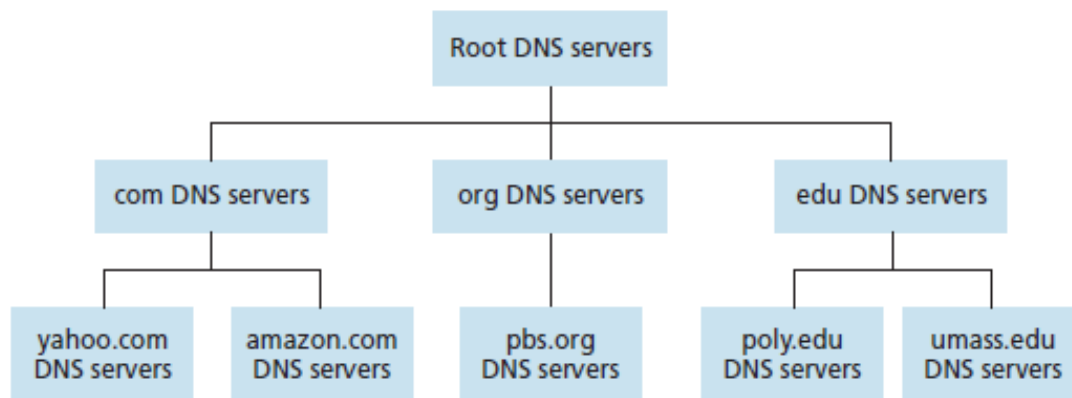 Root DNS servers
com DNS servers
org DNS servers
edu DNS servers
yahoo.com
DNS servers
amazon.com
DNS servers
pbs.org
DNS servers
poly.edu
DNS servers
umass.edu
DNS servers